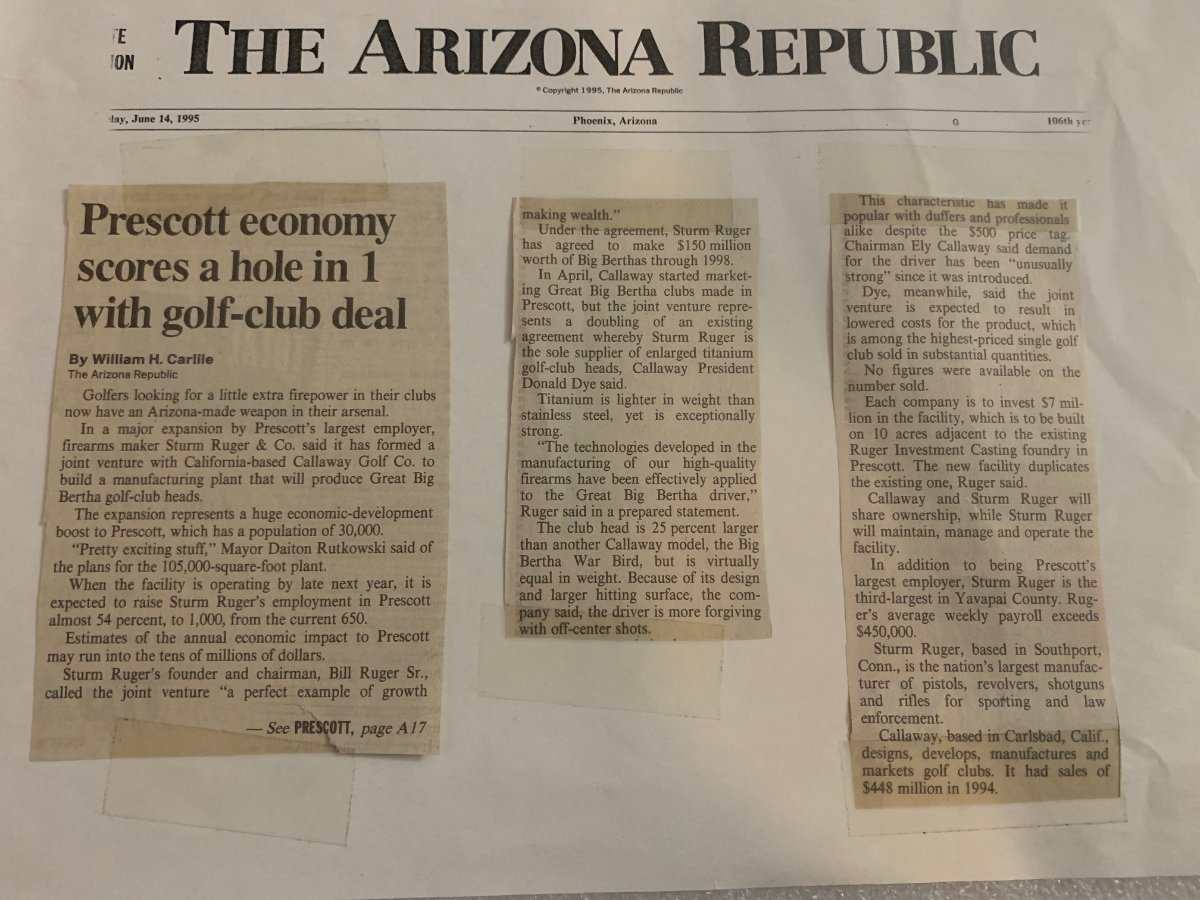 TE
ION
THE ARIZONA REPUBLIC
© Copyright 1995, The Arizona Republic
day, June 14, 1995
Phoenix, Arizona
G
106th year
Prescott economy
scores a hole in 1
with golf-club deal
By William H. Carlile
The Arizona Republic
Golfers looking for a little extra firepower in their clubs
now have an Arizona-made weapon in their arsenal.
In a major expansion by Prescott's largest employer,
firearms maker Sturm Ruger & Co. said it has formed a
joint venture with California-based Callaway Golf Co. to
build a manufacturing plant that will produce Great Big
Bertha golf-club heads.
The expansion represents a huge economic-development
boost to Prescott, which has a population of 30,000.
“Pretty exciting stuff,” Mayor Daiton Rutkowski said of
the plans for the 105,000-square-foot plant.
When the facility is operating by late next year, it is
expected to raise Sturm Ruger's employment in Prescott
almost 54 percent, to 1,000, from the current 650.
Estimates of the annual economic impact to Prescott
may run into the tens of millions of dollars.
Sturm Ruger's founder and chairman, Bill Ruger Sr.,
called the joint venture “a perfect example of growth
— See PRESCOTT, page A17
making wealth.”
Under the agreement, Sturm Ruger
has agreed to make $150 million
worth of Big Berthas through 1998.
In April, Callaway started market-
ing Great Big Bertha clubs made in
Prescott, but the joint venture repre-
sents a doubling of an existing
agreement whereby Sturm Ruger is
the sole supplier of enlarged titanium
golf-club heads, Callaway President
Donald Dye said.
Titanium is lighter in weight than
stainless steel, yet is exceptionally
strong.
“The technologies developed in the
manufacturing of our high-quality
firearms have been effectively applied
to the Great Big Bertha driver,”
Ruger said in a prepared statement.
The club head is 25 percent larger
than another Callaway model, the Big
Bertha War Bird, but is virtually
equal in weight. Because of its design
and larger hitting surface, the com-
pany said, the driver is more forgiving
with off-center shots.
This characteristic has made it
popular with duffers and professionals
alike despite the $500 price tag.
Chairman Ely Callaway said demand
for the driver has been “unusually
strong” since it was introduced.
Dye, meanwhile, said the joint
venture is expected to result in
lowered costs for the product, which
is among the highest-priced single golf
club sold in substantial quantities.
No figures were available on the
number sold.
Each company is to invest $7 mil-
lion in the facility, which is to be built
on 10 acres adjacent to the existing
Ruger Investment Casting foundry in
Prescott. The new facility duplicates
the existing one, Ruger said.
Callaway and Sturm Ruger will
share ownership, while Sturm Ruger
will maintain, manage and operate the
facility.
In addition to being Prescott's
largest employer, Sturm Ruger is the
third-largest in Yavapai County. Rug-
er's average weekly payroll exceeds
$450,000.
Sturm Ruger, based in Southport,
Conn., is the nation's largest manufac-
turer of pistols, revolvers, shotguns
and rifles for sporting and law
enforcement.
Callaway, based in Carlsbad, Calif.,
designs, develops, manufactures and
markets golf clubs. It had sales of
$448 million in 1994.